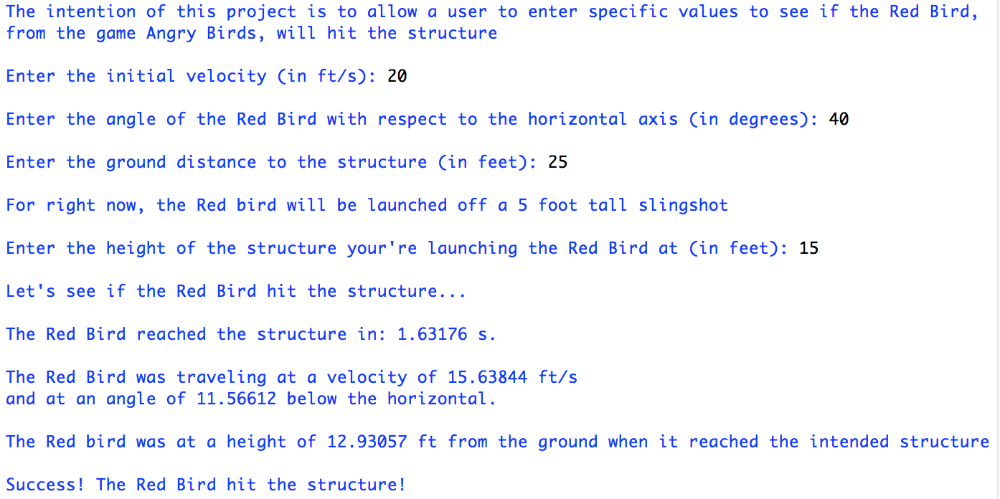 The intention of this project is to allow a user to enter specific values to see if the Red Bird,
from the game Angry Birds, will hit the structure
Enter the initial velocity (in ft/s): 20
Enter the angle of the Red Bird with respect to the horizontal axis (in degrees): 40
Enter the ground distance to the structure (in feet): 25
For right now, the Red bird will be launched off a 5 foot tall slingshot
Enter the height of the structure your're launching the Red Bird at (in feet): 15
Let's see if the Red Bird hit the structure...
The Red Bird reached the structure in: 1.63176 s.
The Red Bird was traveling at a velocity of 15.63844 ft/s
and at an angle of 11.56612 below the horizontal.
The Red bird was at a height of 12.93057 ft from the ground when it reached the intended structure
Success! The Red Bird hit the structure!